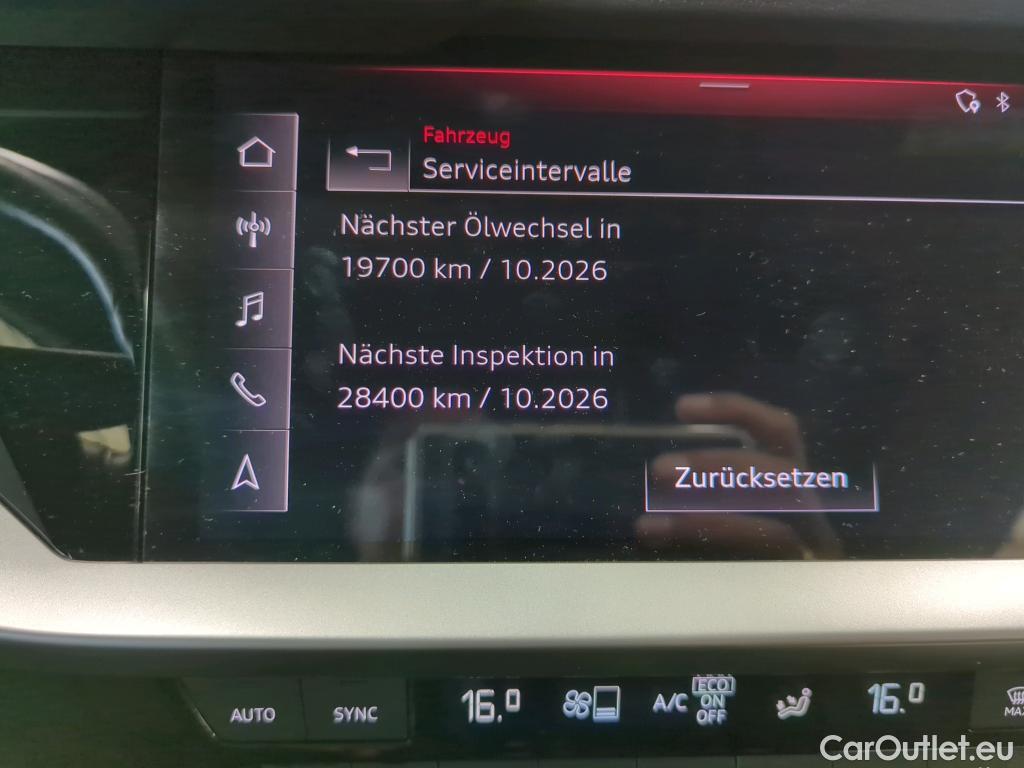 Fahrzeug
Serviceintervalle
Nächster Ölwechsel in
19700 km / 10.2026
Nächste Inspektion in
28400 km / 10.2026
Zurücksetzen
AUTO
SYNC
16.0
A/C
ECO
ON
OFF
16.0
MAX
CarOutlet.eu